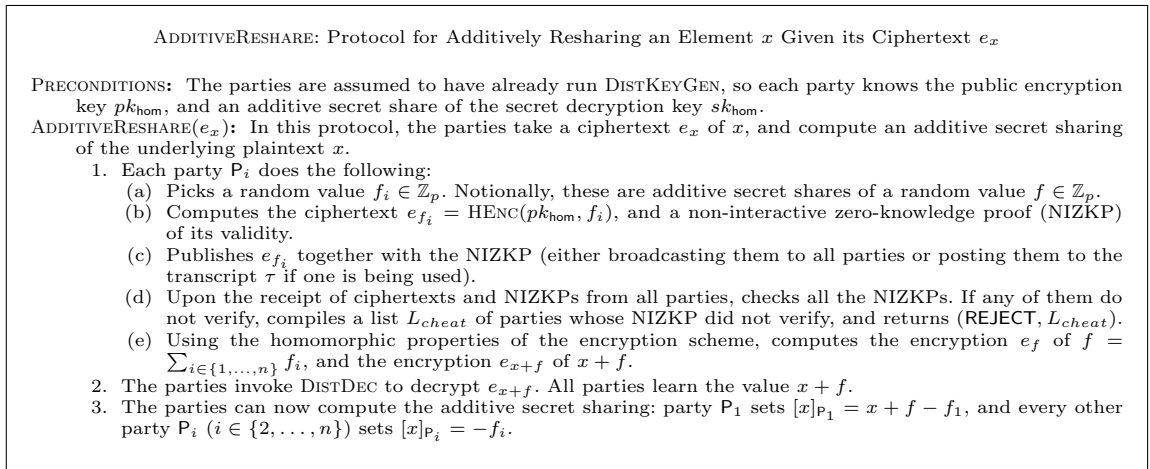 ADDITIVERESHARE: Protocol for Additively Resharing an Element x Given its Ciphertext e_x
PRECONDITIONS: The parties are assumed to have already run DISTKEYGEN, so each party knows the public encryption
key pk_hom, and an additive secret share of the secret decryption key sk_hom.
ADDITIVERESHARE(e_x): In this protocol, the parties take a ciphertext e_x of x, and compute an additive secret sharing
of the underlying plaintext x.
1. Each party P_i does the following:
(a) Picks a random value f_i ∈ ℤ_p. Notionally, these are additive secret shares of a random value f ∈ ℤ_p.
(b) Computes the ciphertext e_{f_i} = HENC(pk_hom, f_i), and a non-interactive zero-knowledge proof (NIZKP)
of its validity.
(c) Publishes e_{f_i} together with the NIZKP (either broadcasting them to all parties or posting them to the
transcript τ if one is being used).
(d) Upon the receipt of ciphertexts and NIZKPs from all parties, checks all the NIZKPs. If any of them do
not verify, compiles a list L_cheat of parties whose NIZKP did not verify, and returns (REJECT, L_cheat).
(e) Using the homomorphic properties of the encryption scheme, computes the encryption e_f of f =
∑_{i∈{1,...,n}} f_i, and the encryption e_{x+f} of x + f.
2. The parties invoke DISTDEC to decrypt e_{x+f}. All parties learn the value x + f.
3. The parties can now compute the additive secret sharing: party P_1 sets [x]_{P_1} = x + f − f_1, and every other
party P_i (i ∈ {2, . . . , n}) sets [x]_{P_i} = −f_i.